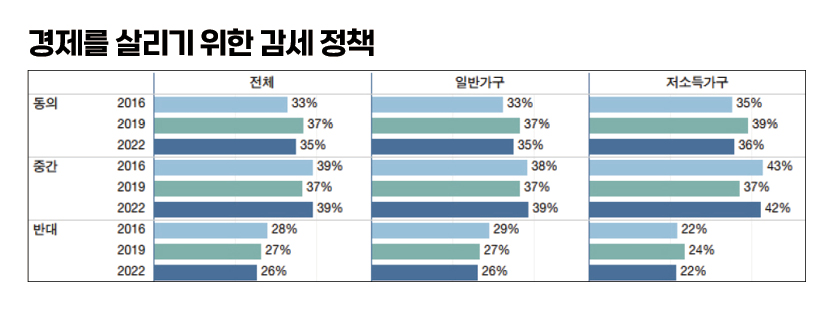 경제를 살리기 위한 감세 정책
전체 일반가구 저소득가구
동의 2016 33% 33% 35%
2019 37% 37% 39%
2022 35% 35% 36%
중간 2016 39% 38% 43%
2019 37% 37% 37%
2022 39% 39% 42%
반대 2016 28% 29% 22%
2019 27% 27% 24%
2022 26% 26% 22%